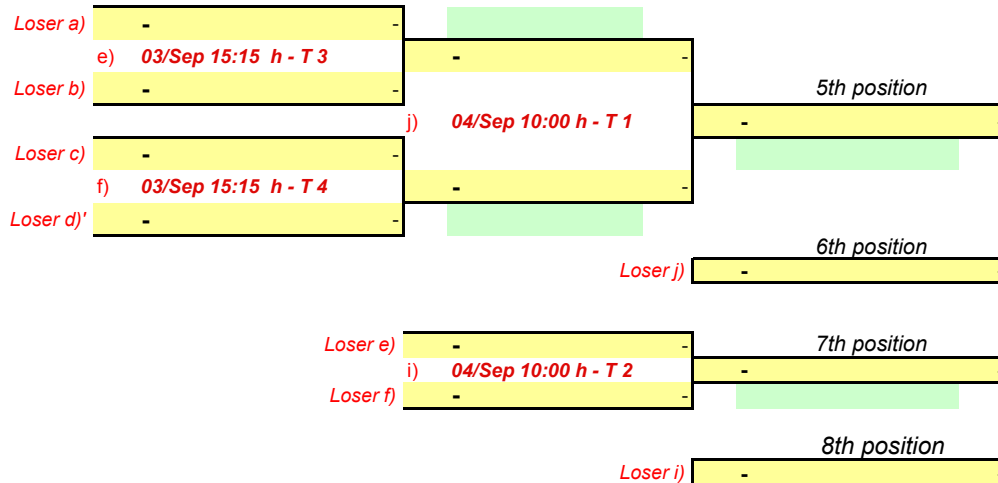 Loser a) - -
e) 03/Sep 15:15 h - T 3 - -
Loser b) - - 5th position
j) 04/Sep 10:00 h - T 1 - -
Loser c) - -
f) 03/Sep 15:15 h - T 4 - -
Loser d)' - -
6th position
Loser j) - -
Loser e) - - 7th position
i) 04/Sep 10:00 h - T 2 - -
Loser f) - -
8th position
Loser i) - -